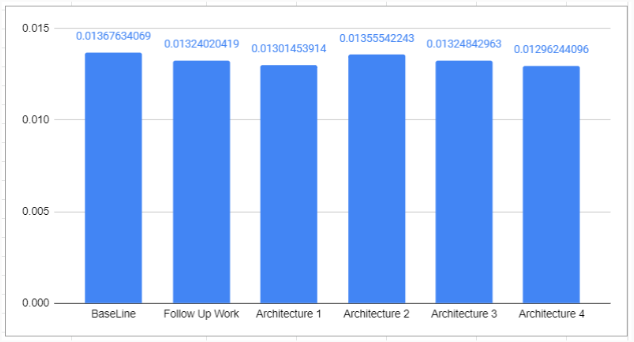 0.015
0.01367634069
0.01324020419
0.01301453914
0.01355542243
0.01324842963
0.01296244096
0.010
0.005
0.000
BaseLine
Follow Up Work
Architecture 1
Architecture 2
Architecture 3
Architecture 4